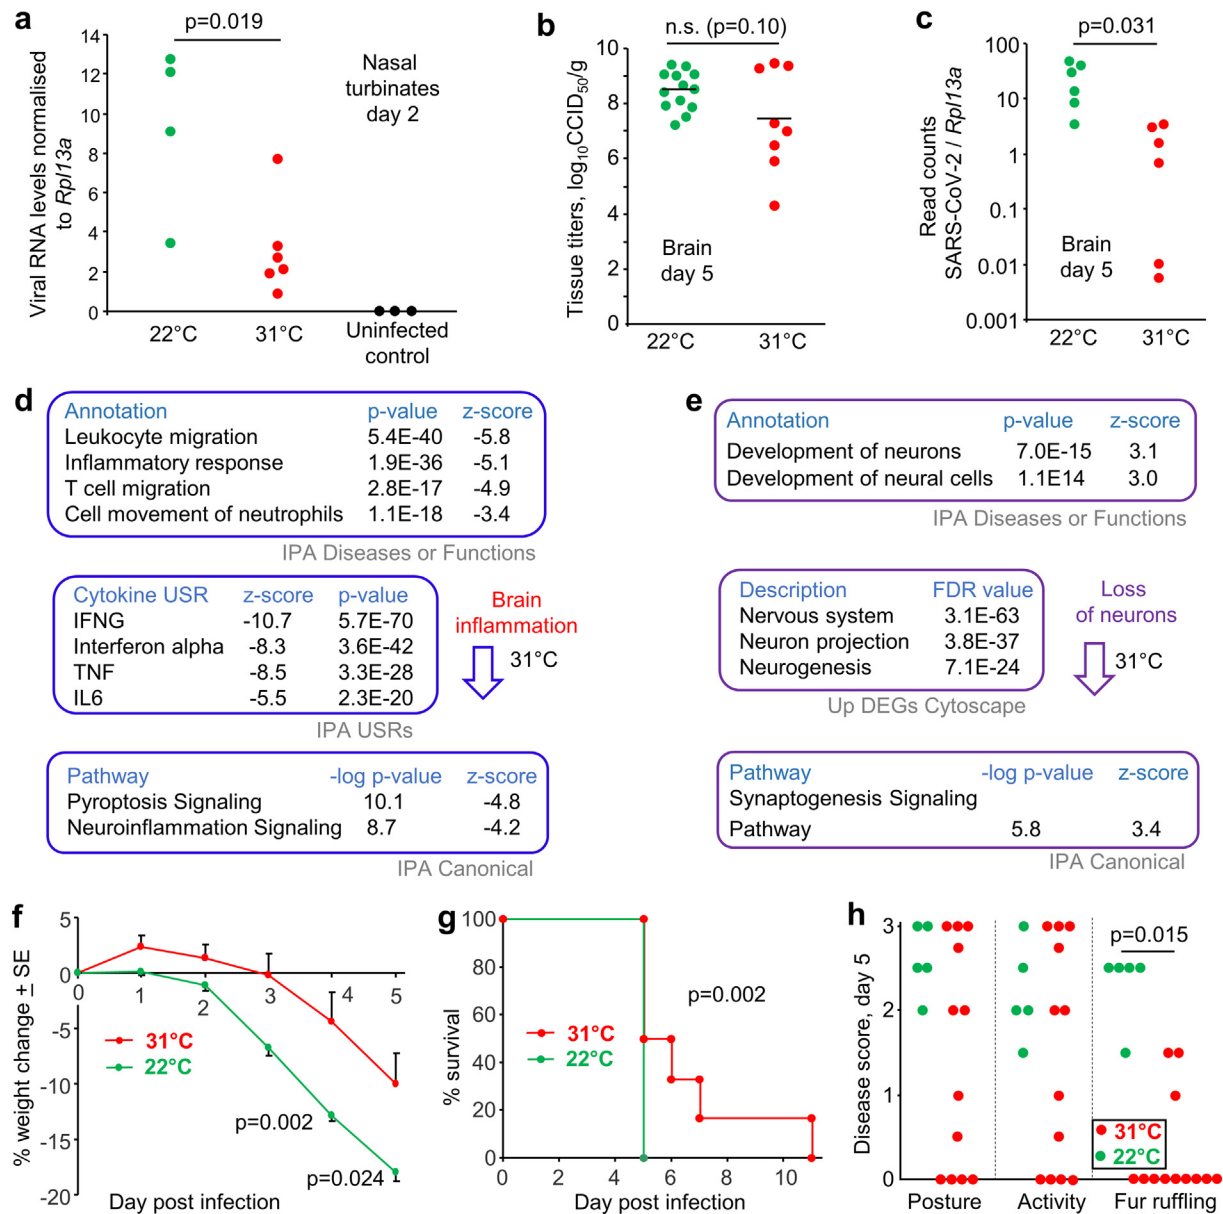 a
p=0.019
Viral RNA levels normalised
to Rpl13a
14
12
10
8
6
4
2
0
Nasal
turbinates
day 2
22°C
31°C
Uninfected
control
b
n.s. (p=0.10)
Tissue titers, log10CCID50/g
10
8
6
4
2
0
Brain
day 5
22°C
31°C
c
p=0.031
Read counts
SARS-CoV-2 / Rpl13a
100
10
1
0.1
0.01
0.001
Brain
day 5
22°C
31°C
d
Annotation p-value z-score
Leukocyte migration 5.4E-40 -5.8
Inflammatory response 1.9E-36 -5.1
T cell migration 2.8E-17 -4.9
Cell movement of neutrophils 1.1E-18 -3.4
IPA Diseases or Functions
Cytokine USR z-score p-value
IFNG -10.7 5.7E-70
Interferon alpha -8.3 3.6E-42
TNF -8.5 3.3E-28
IL6 -5.5 2.3E-20
IPA USRs
Brain
inflammation
31°C
Pathway -log p-value z-score
Pyroptosis Signaling 10.1 -4.8
Neuroinflammation Signaling 8.7 -4.2
IPA Canonical
e
Annotation p-value z-score
Development of neurons 7.0E-15 3.1
Development of neural cells 1.1E14 3.0
IPA Diseases or Functions
Description FDR value
Nervous system 3.1E-63
Neuron projection 3.8E-37
Neurogenesis 7.1E-24
Up DEGs Cytoscape
Loss
of neurons
31°C
Pathway -log p-value z-score
Synaptogenesis Signaling
Pathway 5.8 3.4
IPA Canonical
f
% weight change ± SE
5
0
-5
-10
-15
-20
0 1 2 3 4 5
31°C
22°C
p=0.002
p=0.024
Day post infection
g
% survival
100
80
60
40
20
0
p=0.002
31°C
22°C
0 2 4 6 8 10
Day post infection
h
Disease score, day 5
3
2
1
0
p=0.015
31°C
22°C
Posture
Activity
Fur ruffling